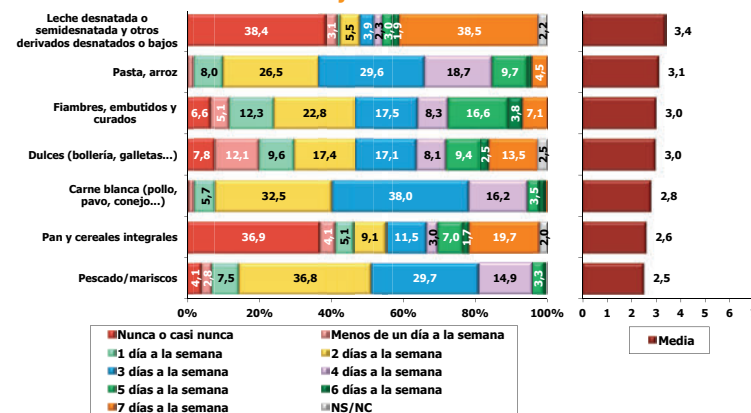 Leche desnatada o
semidesnatada y otros
derivados desnatados o bajos
38,4 3,1 5,5 3,9 2,3 3,0 1,9 38,5 2,2
3,4
Pasta, arroz
8,0 26,5 29,6 18,7 9,7 4,5
3,1
Fiambres, embutidos y
curados
6,6 5,1 12,3 22,8 17,5 8,3 16,6 3,8 7,1
3,0
Dulces (bollería, galletas...)
7,8 12,1 9,6 17,4 17,1 8,1 9,4 2,5 13,5 2,5
3,0
Carne blanca (pollo,
pavo, conejo...)
5,7 32,5 38,0 16,2 3,5
2,8
Pan y cereales integrales
36,9 4,1 5,1 9,1 11,5 3,0 7,0 1,7 19,7 2,0
2,6
Pescado/mariscos
4,1 2,8 7,5 36,8 29,7 14,9 3,3
2,5
0% 20% 40% 60% 80% 100%
0 1 2 3 4 5 6
Nunca o casi nunca
Menos de un día a la semana
1 día a la semana
2 días a la semana
3 días a la semana
4 días a la semana
5 días a la semana
6 días a la semana
7 días a la semana
NS/NC
Media